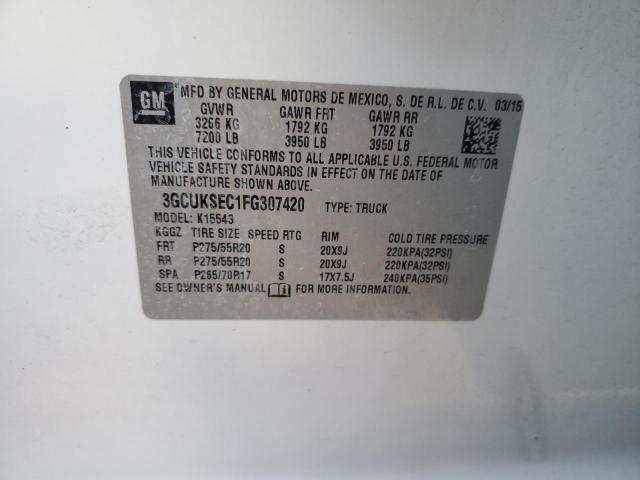 GM
MFD BY GENERAL MOTORS DE MEXICO, S. DE R.L. DE C.V. 03/15
GVWR GAWR FRT GAWR RR
3266 KG 1792 KG 1792 KG
7200 LB 3950 LB 3950 LB
THIS VEHICLE CONFORMS TO ALL APPLICABLE U.S. FEDERAL MOTOR
VEHICLE SAFETY STANDARDS IN EFFECT ON THE DATE OF
MANUFACTURE SHOWN ABOVE.
3GCUKSEC1FG307420 TYPE: TRUCK
MODEL: K15543
KGGZ TIRE SIZE SPEED RTG RIM COLD TIRE PRESSURE
FRT P275/55R20 S 20X9J 220KPA(32PSI)
RR P275/55R20 S 20X9J 220KPA(32PSI)
SPA P265/70R17 S 17X7.5J 240KPA(35PSI)
SEE OWNER'S MANUAL i FOR MORE INFORMATION.